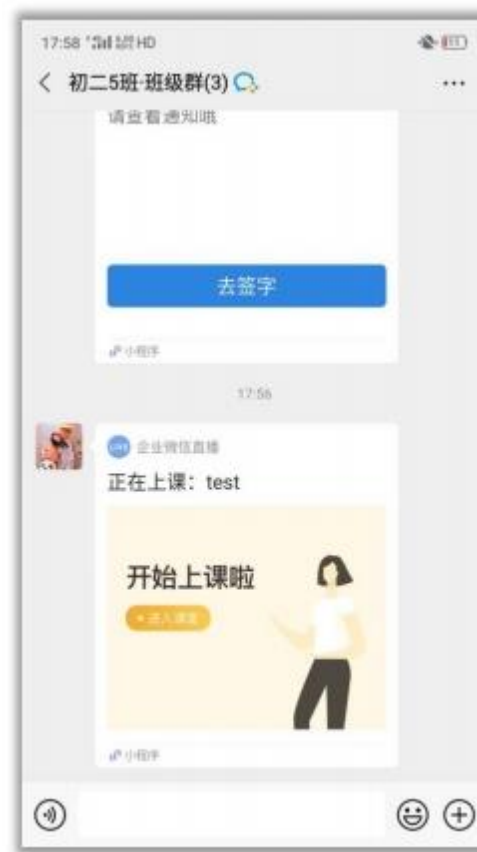 17:58
HD
初二5班·班级群(3)
请查看通知哦
去签字
小程序
17:56
企业微信直播
正在上课：test
开始上课啦
进入课堂
小程序